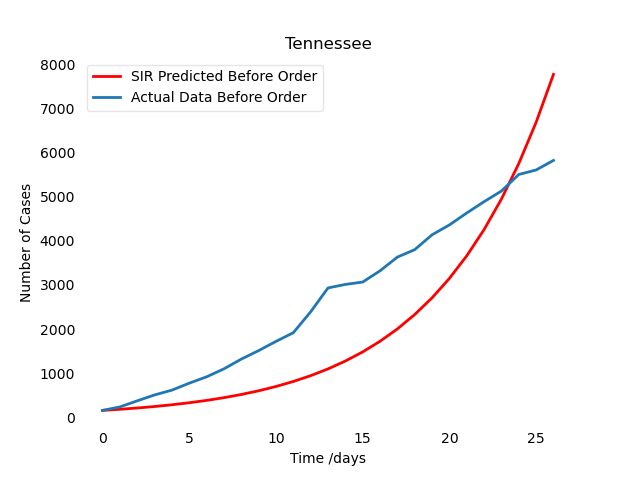 Tennessee
SIR Predicted Before Order
Actual Data Before Order
8000
7000
6000
5000
4000
3000
2000
1000
0
Number of Cases
0 5 10 15 20 25
Time /days